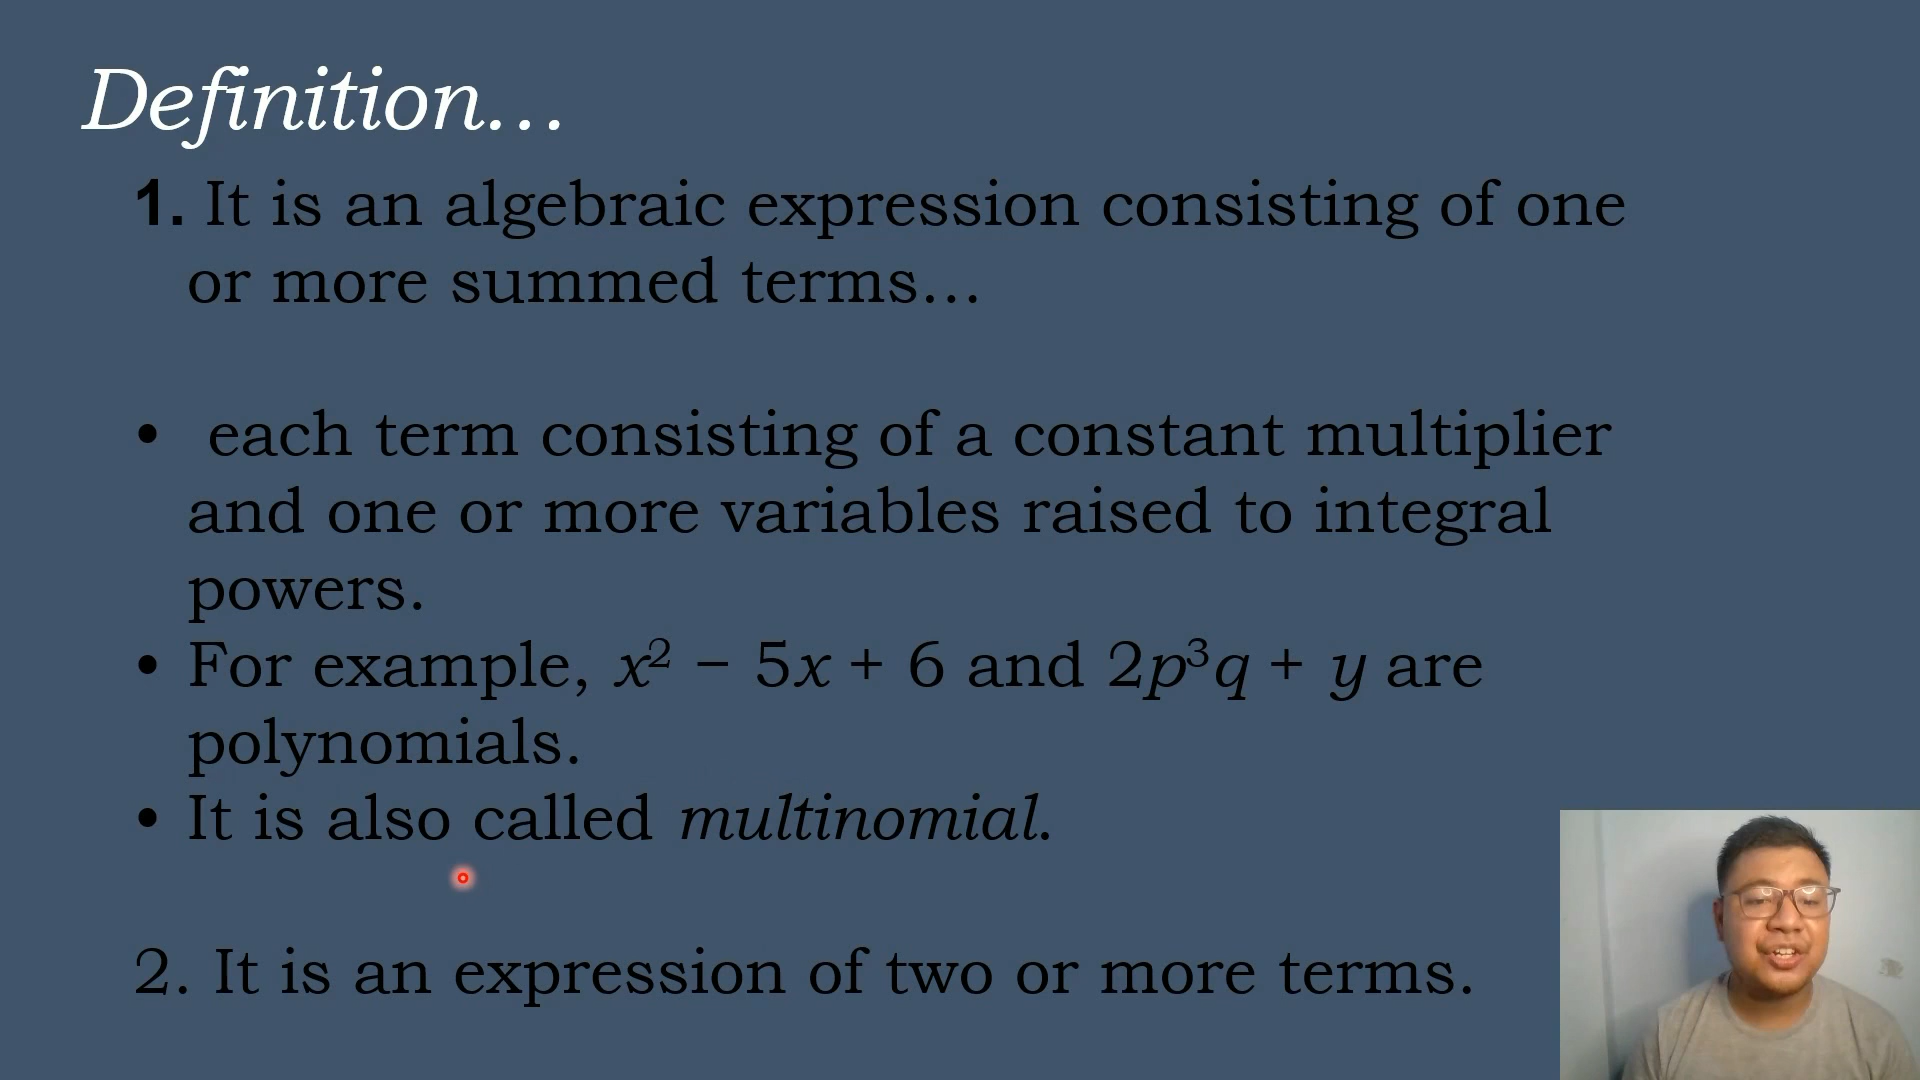 Definition…
1. It is an algebraic expression consisting of one
or more summed terms…
• each term consisting of a constant multiplier
and one or more variables raised to integral
powers.
• For example, x² − 5x + 6 and 2p³q + y are
polynomials.
• It is also called multinomial.
2. It is an expression of two or more terms.